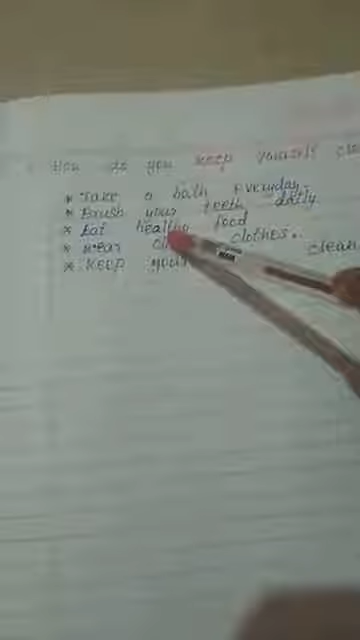 How do you keep yourself
* Take a bath everyday.
* Brush your teeth daily.
* Eat healthy food
* Wear clothes.
* Keep clean